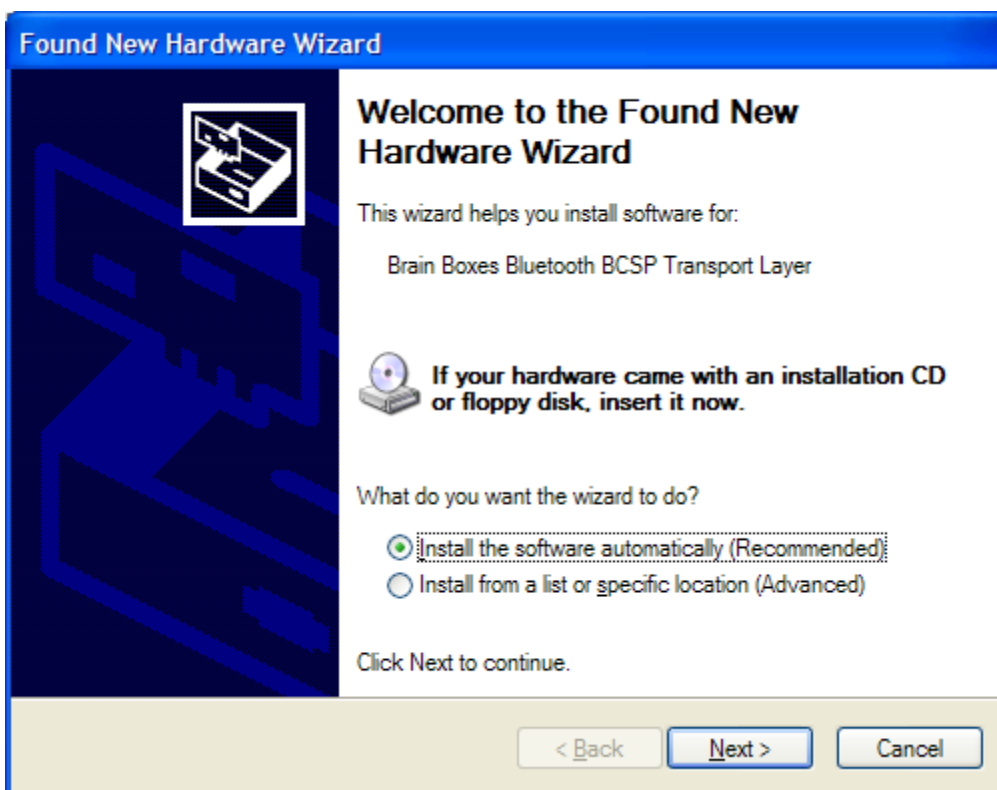 Found New Hardware Wizard
Welcome to the Found New
Hardware Wizard
This wizard helps you install software for:
Brain Boxes Bluetooth BCSP Transport Layer
If your hardware came with an installation CD
or floppy disk, insert it now.
What do you want the wizard to do?
Install the software automatically (Recommended)
Install from a list or specific location (Advanced)
Click Next to continue.
< Back Next > Cancel